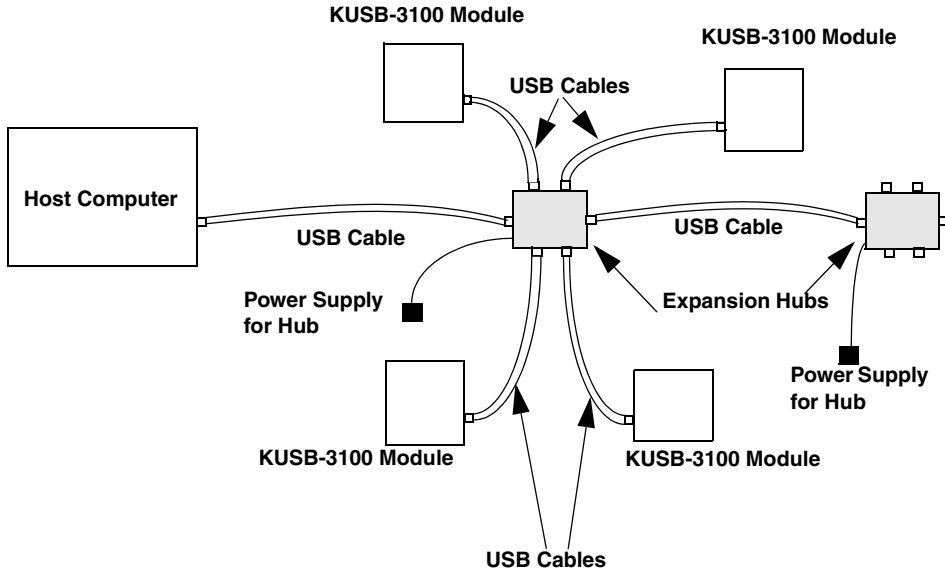 KUSB-3100 Module
KUSB-3100 Module
USB Cables
Host Computer
USB Cable
USB Cable
Power Supply
for Hub
Expansion Hubs
Power Supply
for Hub
KUSB-3100 Module
KUSB-3100 Module
USB Cables